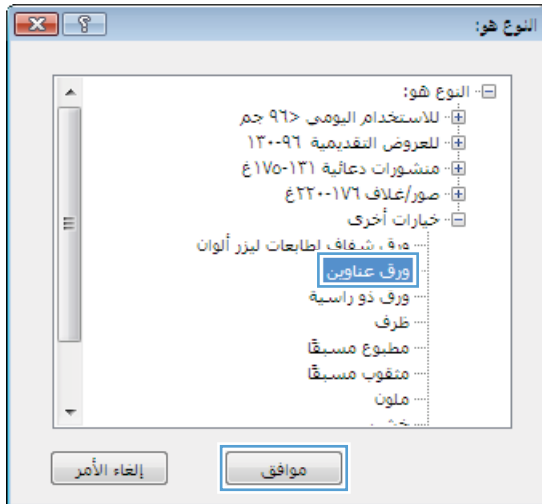 النوع هو:
النوع هو:
للاستخدام اليومي <٩٦ جم
للعروض التقديمية ٩٦-١٣٠
منشورات دعائية ١٣١-١٧٥غ
صور/غلاف ١٧٦-٢٢٠غ
خيارات أخرى
ورق شفاف لطابعات ليزر ألوان
ورق عناوين
ورق ذو راسية
ظرف
مطبوع مسبقًا
مثقوب مسبقًا
ملون
موافق
إلغاء الأمر